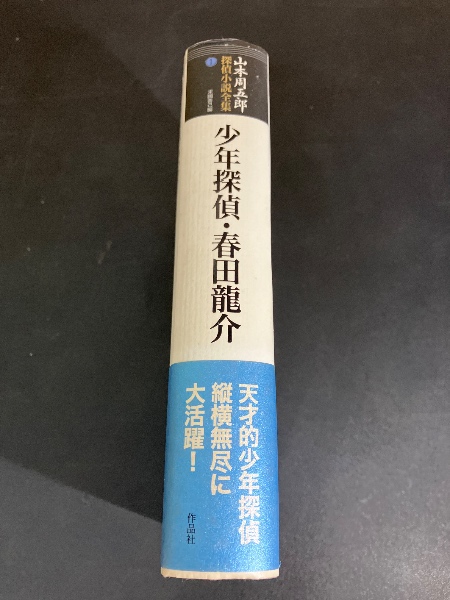 山本周五郎
探偵小説全集
少年探偵・春田龍介
天才的少年探偵
縦横無尽に
大活躍！
作品社